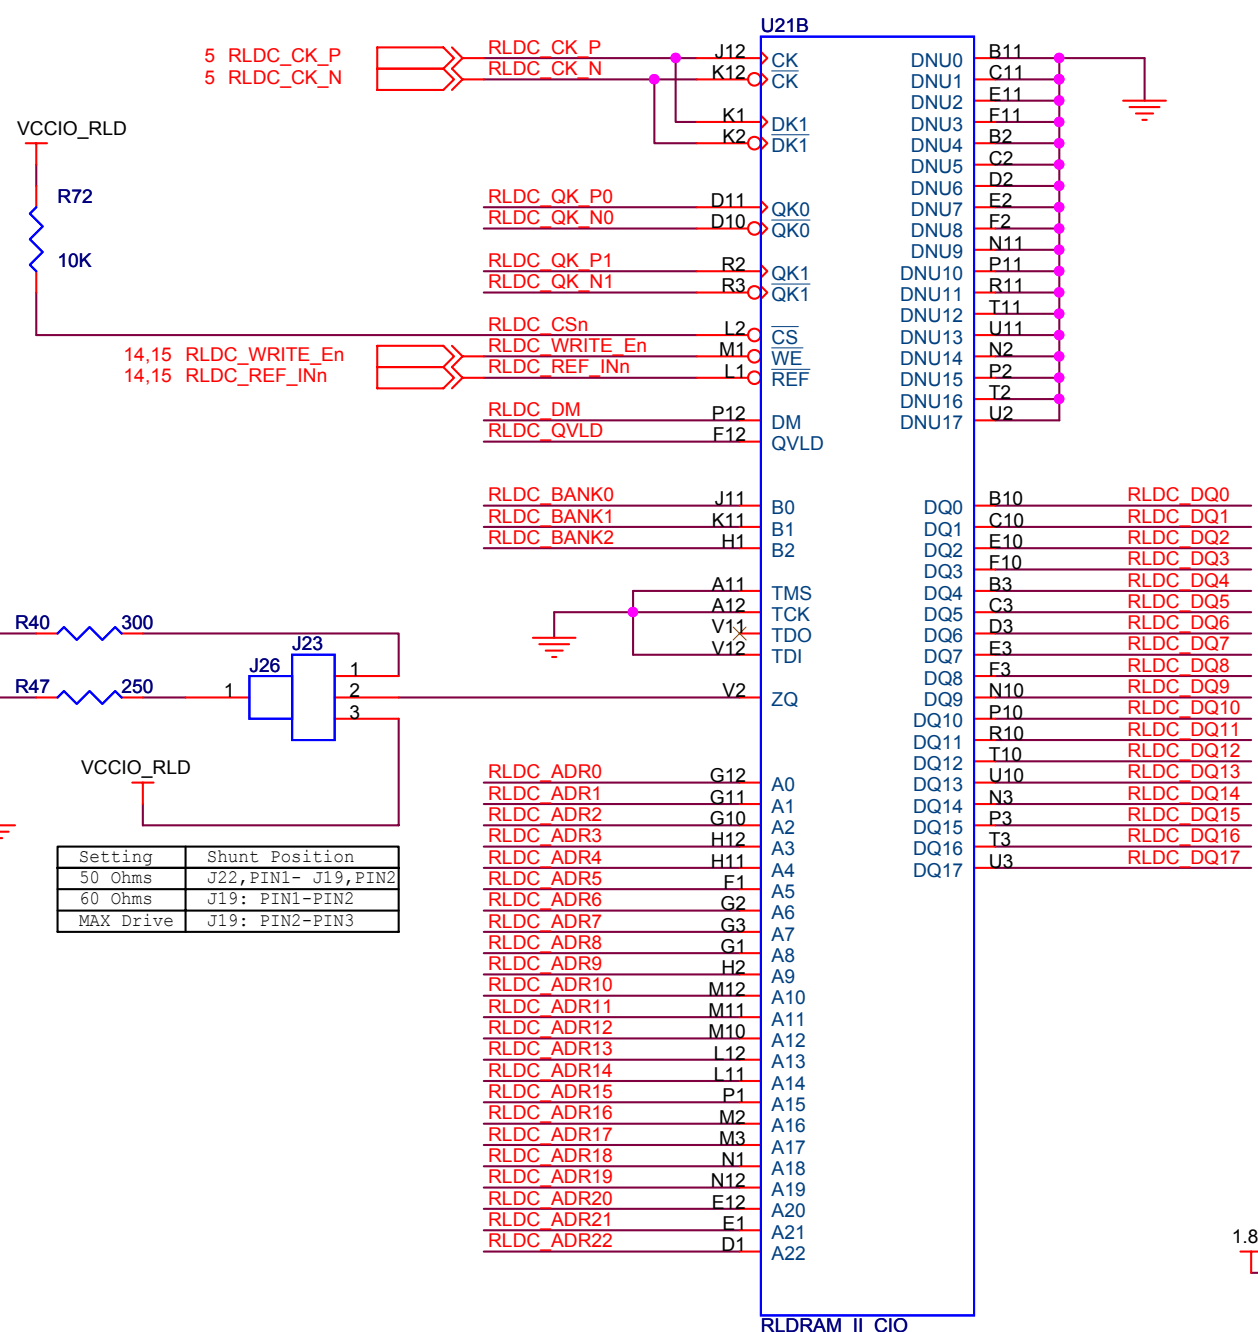 U21B
5 RLDC_CK_P RLDC_CK_P J12 CK DNU0 B11
5 RLDC_CK_N RLDC_CK_N K12 CK DNU1 C11
DNU2 E11
K1 DK1 DNU3 F11
VCCIO_RLD K2 DK1 DNU4 B2
DNU5 C2
R72 DNU6 D2
RLDC_QK_P0 D11 QK0 DNU7 E2
RLDC_QK_N0 D10 QK0 DNU8 F2
DNU9 N11
10K RLDC_QK_P1 R2 QK1 DNU10 P11
RLDC_QK_N1 R3 QK1 DNU11 R11
DNU12 T11
RLDC_CSn L2 CS DNU13 U11
14,15 RLDC_WRITE_En RLDC_WRITE_En M1 WE DNU14 N2
14,15 RLDC_REF_INn RLDC_REF_INn L1 REF DNU15 P2
DNU16 T2
RLDC_DM P12 DM DNU17 U2
RLDC_QVLD F12 QVLD
RLDC_BANK0 J11 B0 DQ0 B10 RLDC_DQ0
RLDC_BANK1 K11 B1 DQ1 C10 RLDC_DQ1
RLDC_BANK2 H1 B2 DQ2 E10 RLDC_DQ2
DQ3 F10 RLDC_DQ3
A11 TMS DQ4 B3 RLDC_DQ4
A12 TCK DQ5 C3 RLDC_DQ5
R40 300 V11 TDO DQ6 D3 RLDC_DQ6
J23 V12 TDI DQ7 E3 RLDC_DQ7
J26 1 DQ8 F3 RLDC_DQ8
R47 250 1 2 V2 ZQ DQ9 N10 RLDC_DQ9
3 DQ10 P10 RLDC_DQ10
DQ11 R10 RLDC_DQ11
VCCIO_RLD DQ12 T10 RLDC_DQ12
RLDC_ADR0 G12 A0 DQ13 U10 RLDC_DQ13
RLDC_ADR1 G11 A1 DQ14 N3 RLDC_DQ14
RLDC_ADR2 G10 A2 DQ15 P3 RLDC_DQ15
RLDC_ADR3 H12 A3 DQ16 T3 RLDC_DQ16
RLDC_ADR4 H11 A4 DQ17 U3 RLDC_DQ17
Setting Shunt Position
50 Ohms J22,PIN1- J19,PIN2
60 Ohms J19: PIN1-PIN2
MAX Drive J19: PIN2-PIN3
RLDC_ADR5 F1 A5
RLDC_ADR6 G2 A6
RLDC_ADR7 G3 A7
RLDC_ADR8 G1 A8
RLDC_ADR9 H2 A9
RLDC_ADR10 M12 A10
RLDC_ADR11 M11 A11
RLDC_ADR12 M10 A12
RLDC_ADR13 L12 A13
RLDC_ADR14 L11 A14
RLDC_ADR15 P1 A15
RLDC_ADR16 M2 A16
RLDC_ADR17 M3 A17
RLDC_ADR18 N1 A18
RLDC_ADR19 N12 A19
RLDC_ADR20 E12 A20
RLDC_ADR21 E1 A21
RLDC_ADR22 D1 A22
1.8
RLDRAM_II_CIO